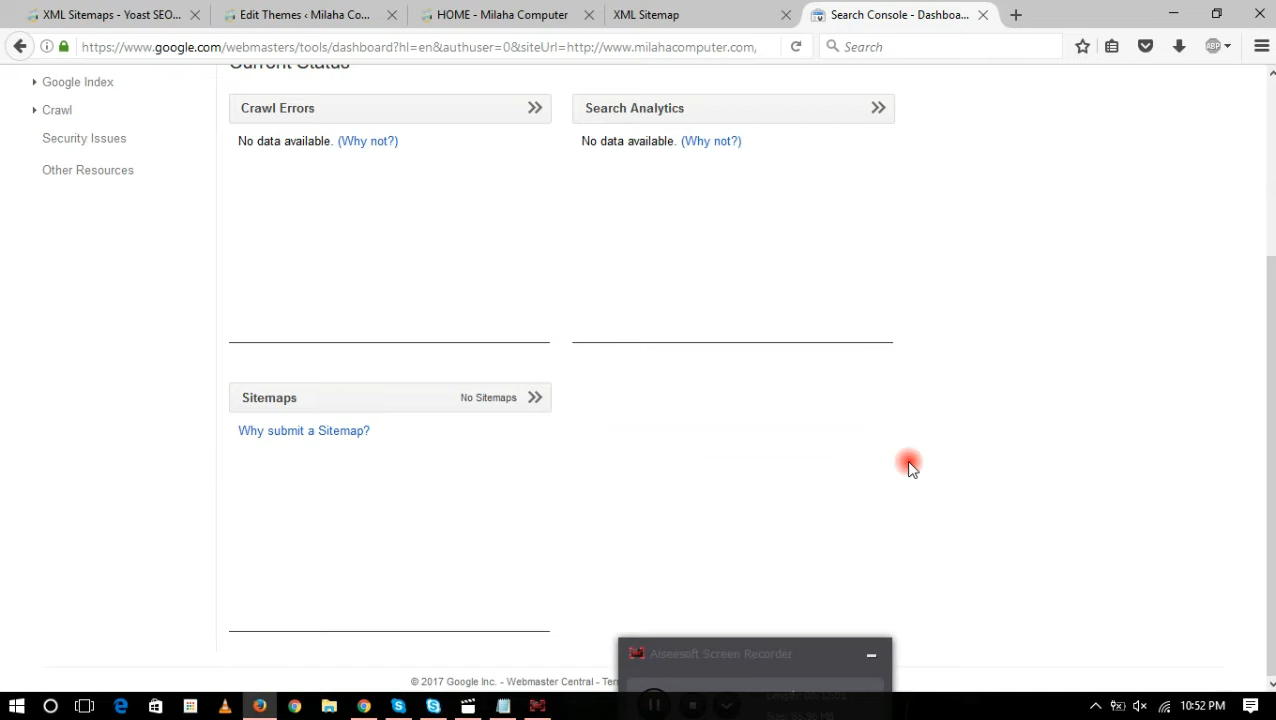 XML Sitemaps - Yoast SEO...
Edit Themes ‹ Milaha Co...
HOME - Milaha Computer
XML Sitemap
Search Console - Dashboa...
https://www.google.com/webmasters/tools/dashboard?hl=en&authuser=0&siteUrl=http://www.milahacomputer.com,
Search
ABP
Current Status
Google Index
Crawl
Security Issues
Other Resources
Crawl Errors
No data available. (Why not?)
Search Analytics
No data available. (Why not?)
Sitemaps
No Sitemaps
Why submit a Sitemap?
Aiseesoft Screen Recorder
© 2017 Google Inc. - Webmaster Central -
10:52 PM